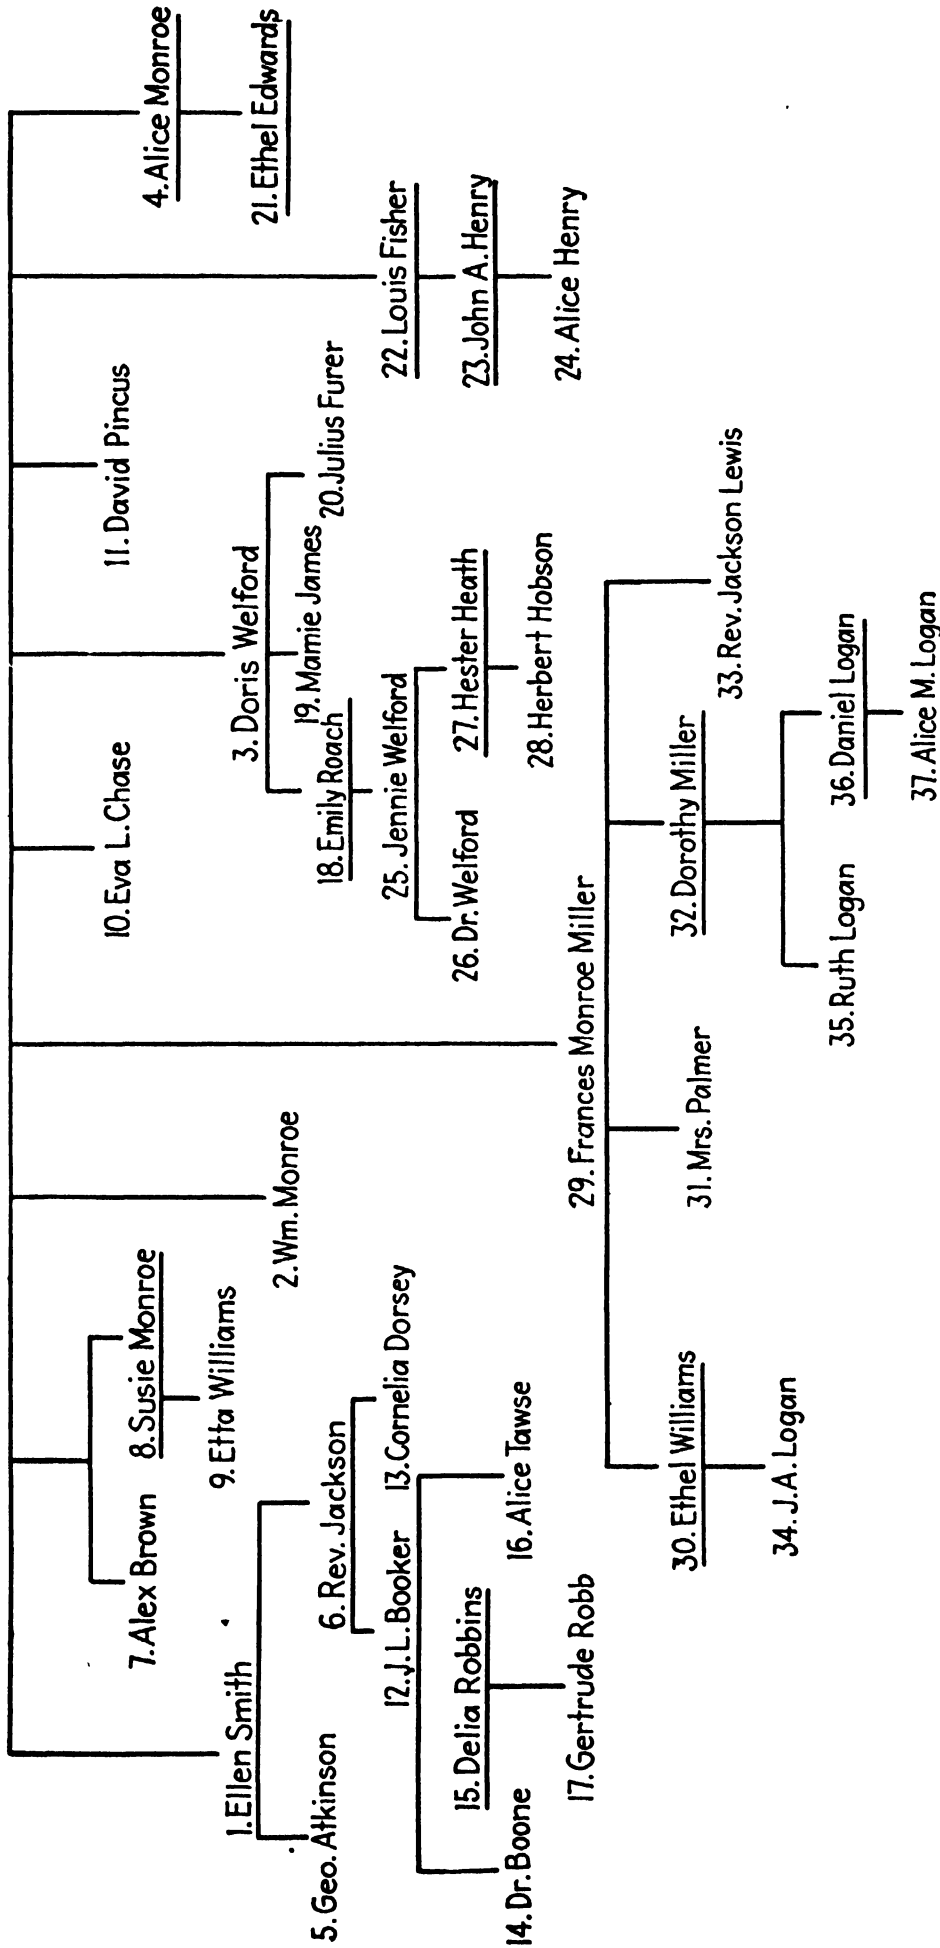 1. Ellen Smith
5. Geo. Atkinson
6. Rev. Jackson
12. J. L. Booker
13. Cornelia Dorsey
14. Dr. Boone
15. Delia Robbins
16. Alice Tawse
17. Gertrude Robb
7. Alex Brown
8. Susie Monroe
9. Etta Williams
2. Wm. Monroe
29. Frances Monroe Miller
30. Ethel Williams
31. Mrs. Palmer
32. Dorothy Miller
33. Rev. Jackson Lewis
34. J. A. Logan
35. Ruth Logan
36. Daniel Logan
37. Alice M. Logan
10. Eva L. Chase
3. Doris Welford
18. Emily Roach
19. Mamie James
20. Julius Furer
25. Jennie Welford
26. Dr. Welford
27. Hester Heath
28. Herbert Hobson
11. David Pincus
22. Louis Fisher
23. John A. Henry
24. Alice Henry
4. Alice Monroe
21. Ethel Edwards